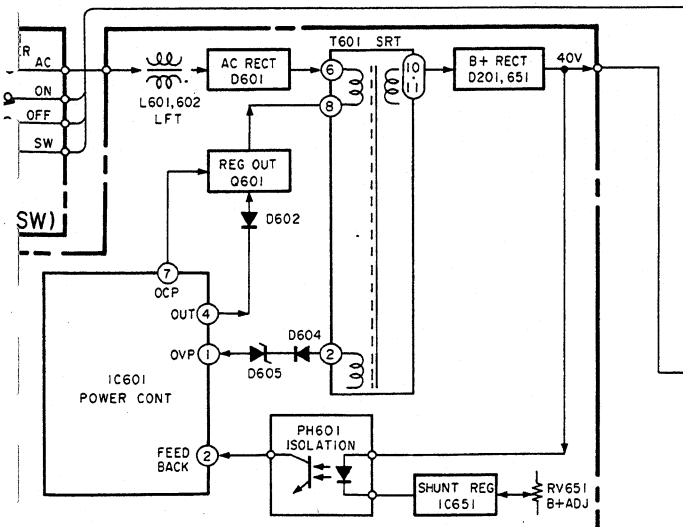 R
AC
ON
OFF
SW
SW)
L601,602
LFT
AC RECT
D601
T601 SRT
6
8
10
11
B+ RECT
D201,651
40V
REG OUT
Q601
D602
7
OCP
OUT
4
OVP
1
D605
D604
2
IC601
POWER CONT
FEED
BACK
2
PH601
ISOLATION
SHUNT REG
IC651
RV651
B+ADJ